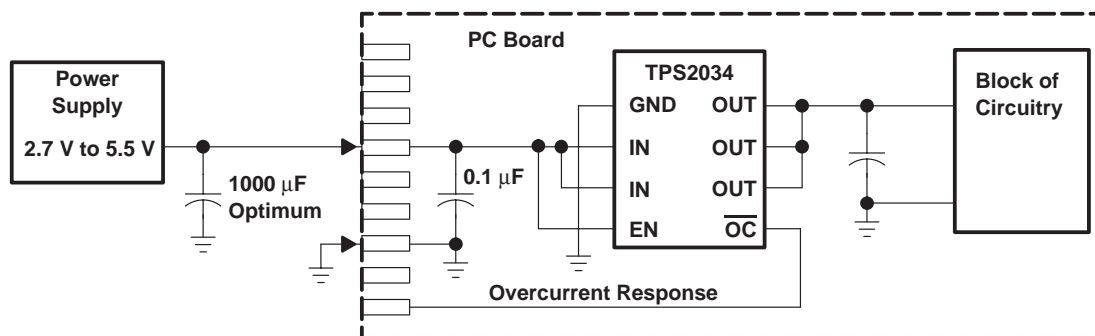 PC Board
Power
Supply
2.7 V to 5.5 V
1000 μF
Optimum
0.1 μF
TPS2034
GND OUT
IN OUT
IN OUT
EN O̅C̅
Block of
Circuitry
Overcurrent Response